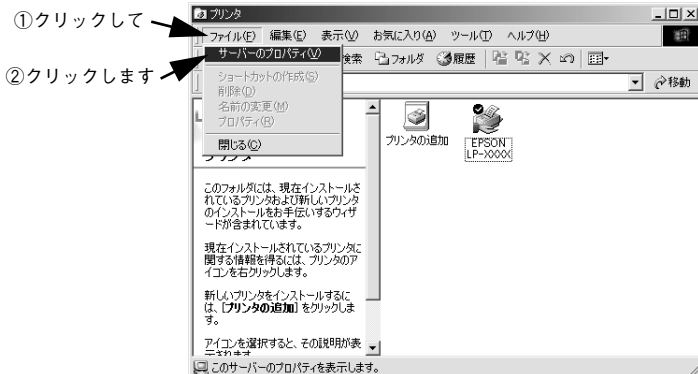 プリンタ
①クリックして
ファイル(F) 編集(E) 表示(V) お気に入り(A) ツール(T) ヘルプ(H)
②クリックします
サーバーのプロパティ(V)
検索 フォルダ 履歴
ショートカットの作成(S)
削除(D)
名前の変更(M)
プロパティ(R)
閉じる(C)
移動
プリンタの追加
EPSON
LP-XXXX
プリンタ
このフォルダには、現在インストールさ
れているプリンタおよび新しいプリンタ
のインストールをお手伝いするウィザ
ードが含まれています。
現在インストールされているプリンタに
関する情報を得るには、プリンタのア
イコンを右クリックします。
新しいプリンタをインストールするに
は、[プリンタの追加] をクリックしま
す。
アイコンを選択すると、その説明が表
示されます。
このサーバーのプロパティを表示します。